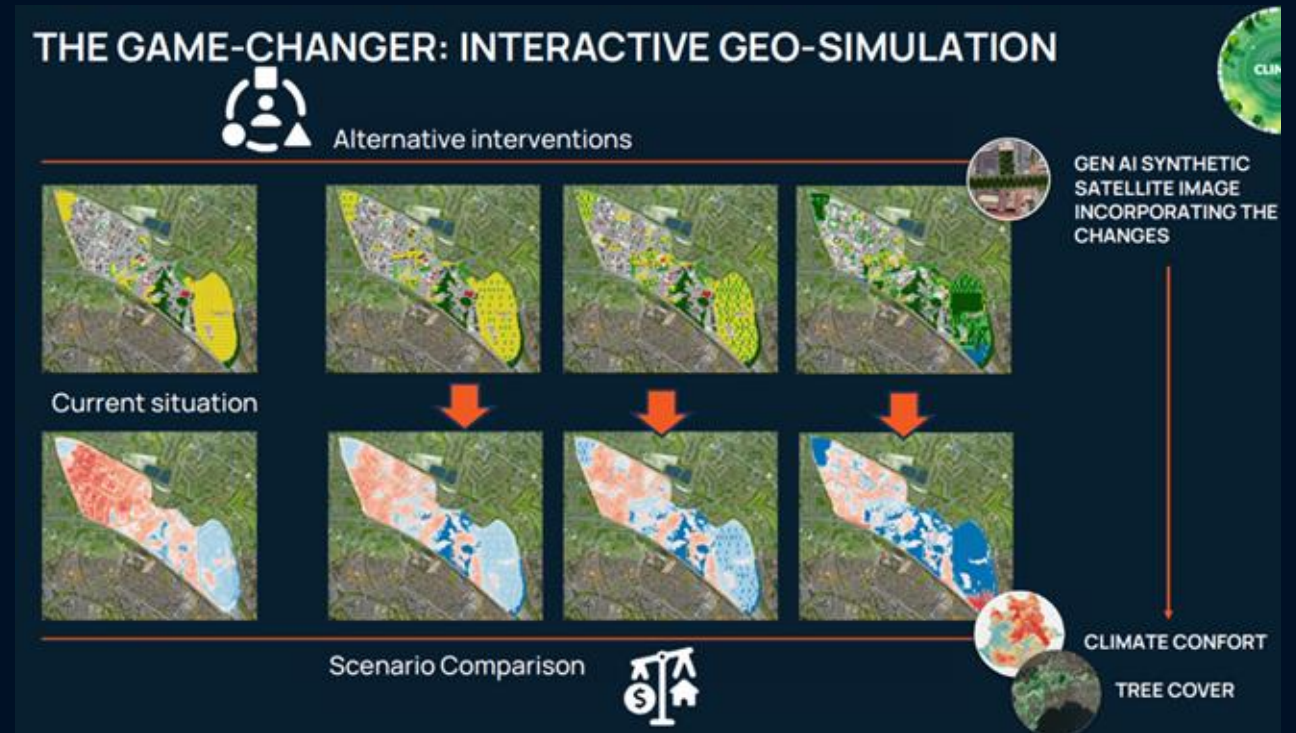 THE GAME-CHANGER: INTERACTIVE GEO-SIMULATION
Alternative interventions
GEN AI SYNTHETIC
SATELLITE IMAGE
INCORPORATING THE
CHANGES
Current situation
CLIMATE CONFORT
Scenario Comparison
$
TREE COVER